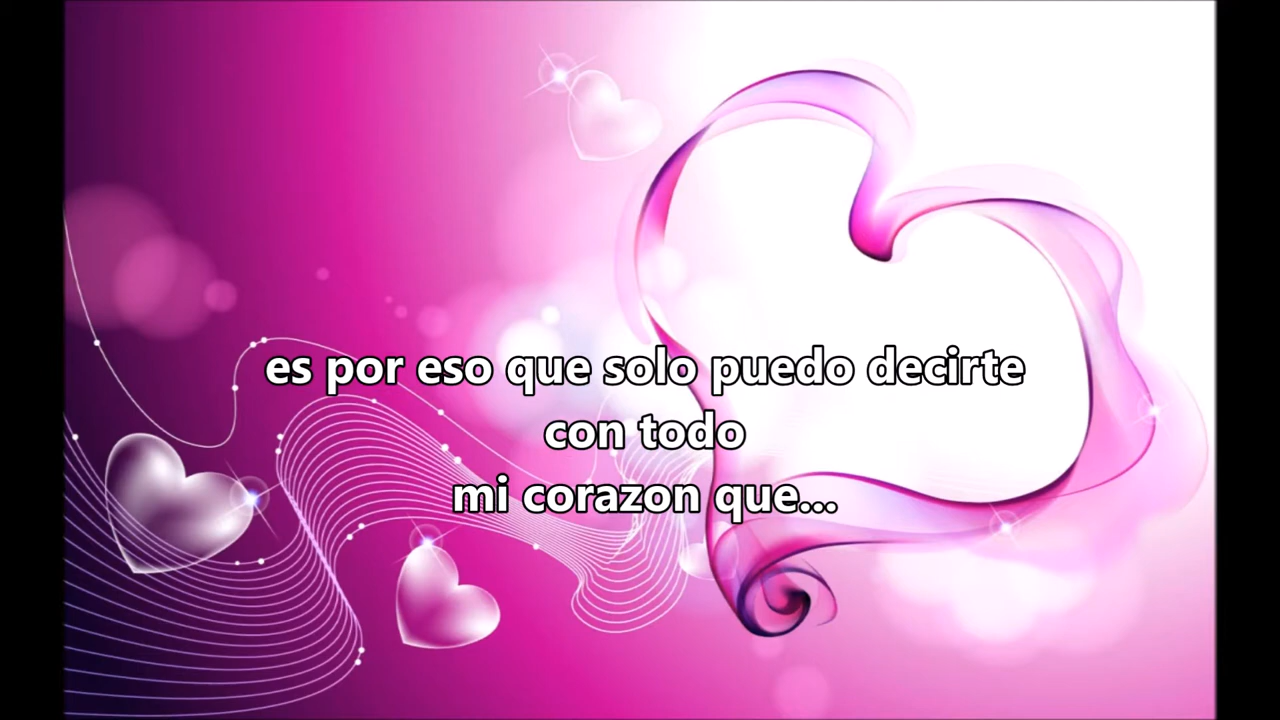 es por eso que solo puedo decirte
con todo
mi corazon que...